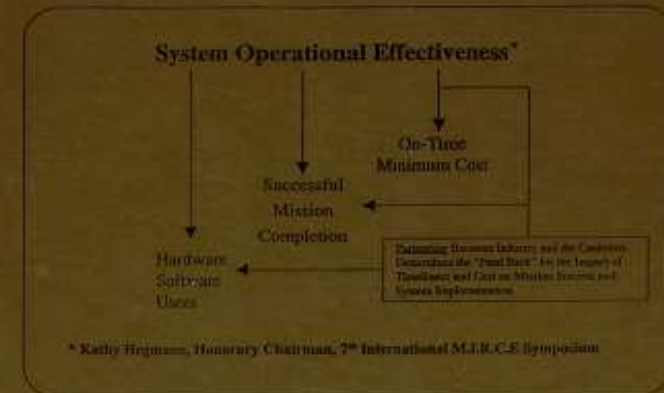 System Operational Effectiveness*
On-Time
Minimum Cost
Successful
Mission
Completion
Hardware
Software
Users
Partnering Between Industry and the Customer
Determines the "Feed Back" for the Impact of
Timeliness and Cost on Mission Success and
System Implementation
* Kathy Hegmann, Honorary Chairman, 7th International M.I.R.C.E Symposium